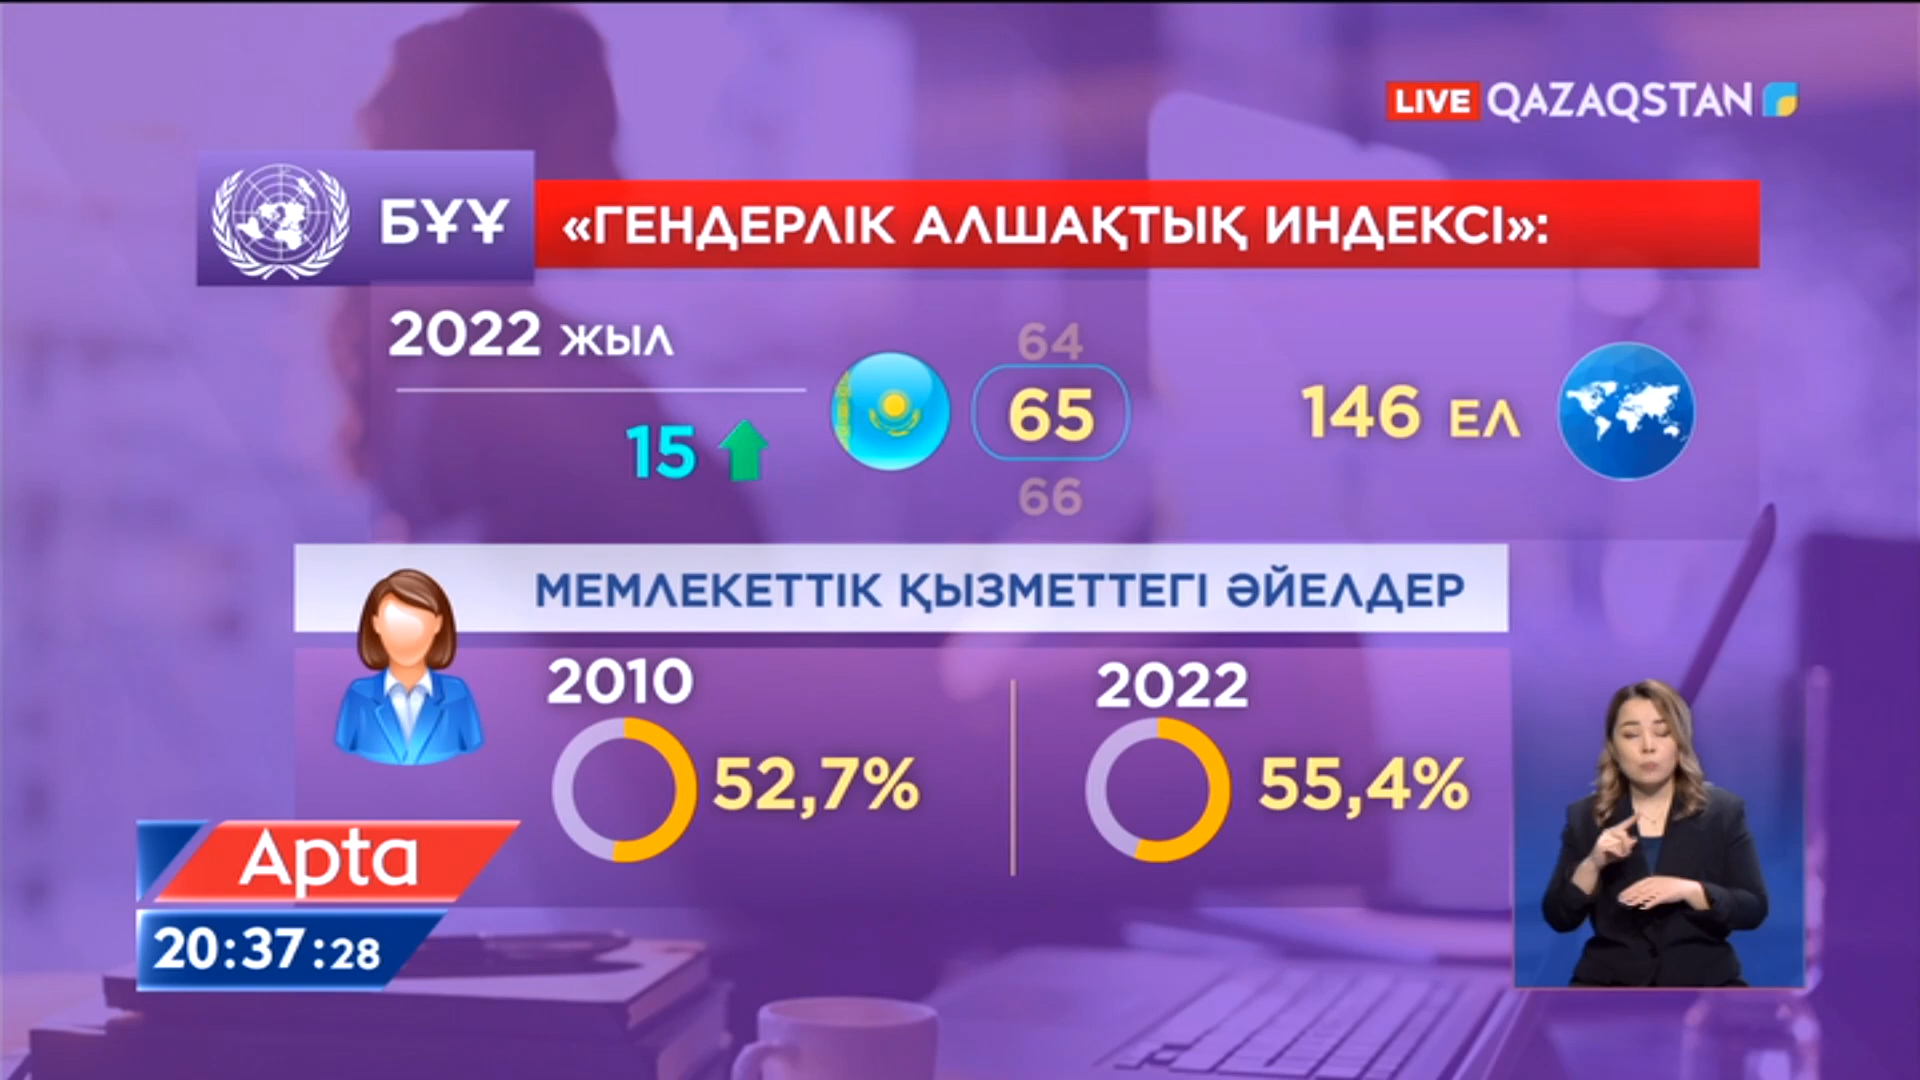 LIVE QAZAQSTAN
БҰҰ «ГЕНДЕРЛІК АЛШАҚТЫҚ ИНДЕКСІ»:
2022 ЖЫЛ
15
64
65
66
146 ЕЛ
МЕМЛЕКЕТТІК ҚЫЗМЕТТЕГІ ӘЙЕЛДЕР
2010
52,7%
2022
55,4%
Apta
20:37:28